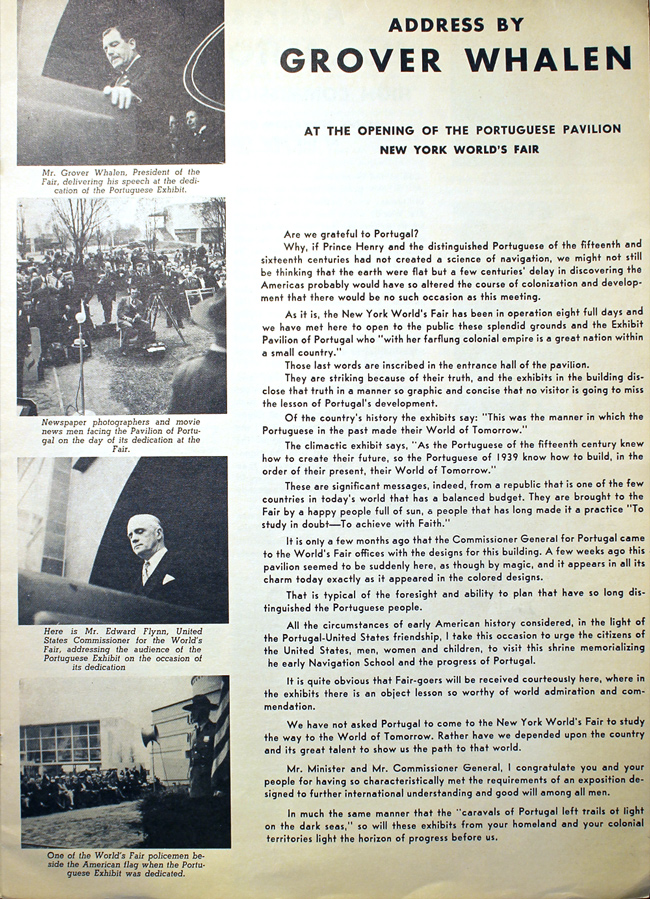 ADDRESS BY
GROVER WHALEN
AT THE OPENING OF THE PORTUGUESE PAVILION
NEW YORK WORLD'S FAIR
Mr. Grover Whalen, President of the
Fair, delivering his speech at the dedi-
cation of the Portuguese Exhibit.
Newspaper photographers and movie
news men facing the Pavilion of Portu-
gal on the day of its dedication at the
Fair.
Here is Mr. Edward Flynn, United
States Commissioner for the World's
Fair, addressing the audience of the
Portuguese Exhibit on the occasion of
its dedication
One of the World's Fair policemen be-
side the American flag when the Portu-
guese Exhibit was dedicated.
Are we grateful to Portugal?
Why, if Prince Henry and the distinguished Portuguese of the fifteenth and
sixteenth centuries had not created a science of navigation, we might not still
be thinking that the earth were flat but a few centuries' delay in discovering the
Americas probably would have so altered the course of colonization and develop-
ment that there would be no such occasion as this meeting.
As it is, the New York World's Fair has been in operation eight full days and
we have met here to open to the public these splendid grounds and the Exhibit
Pavilion of Portugal who "with her farflung colonial empire is a great nation within
a small country."
Those last words are inscribed in the entrance hall of the pavilion.
They are striking because of their truth, and the exhibits in the building dis-
close that truth in a manner so graphic and concise that no visitor is going to miss
the lesson of Portugal's development.
Of the country's history the exhibits say: "This was the manner in which the
Portuguese in the past made their World of Tomorrow."
The climactic exhibit says, "As the Portuguese of the fifteenth century knew
how to create their future, so the Portuguese of 1939 know how to build, in the
order of their present, their World of Tomorrow."
These are significant messages, indeed, from a republic that is one of the few
countries in today's world that has a balanced budget. They are brought to the
Fair by a happy people full of sun, a people that has long made it a practice "To
study in doubt—To achieve with Faith."
It is only a few months ago that the Commissioner General for Portugal came
to the World's Fair offices with the designs for this building. A few weeks ago this
pavilion seemed to be suddenly here, as though by magic, and it appears in all its
charm today exactly as it appeared in the colored designs.
That is typical of the foresight and ability to plan that have so long dis-
tinguished the Portuguese people.
All the circumstances of early American history considered, in the light of
the Portugal-United States friendship, I take this occasion to urge the citizens of
the United States, men, women and children, to visit this shrine memorializing
he early Navigation School and the progress of Portugal.
It is quite obvious that Fair-goers will be received courteously here, where in
the exhibits there is an object lesson so worthy of world admiration and com-
mendation.
We have not asked Portugal to come to the New York World's Fair to study
the way to the World of Tomorrow. Rather have we depended upon the country
and its great talent to show us the path to that world.
Mr. Minister and Mr. Commissioner General, I congratulate you and your
people for having so characteristically met the requirements of an exposition de-
signed to further international understanding and good will among all men.
In much the same manner that the "caravals of Portugal left trails of light
on the dark seas," so will these exhibits from your homeland and your colonial
territories light the horizon of progress before us.